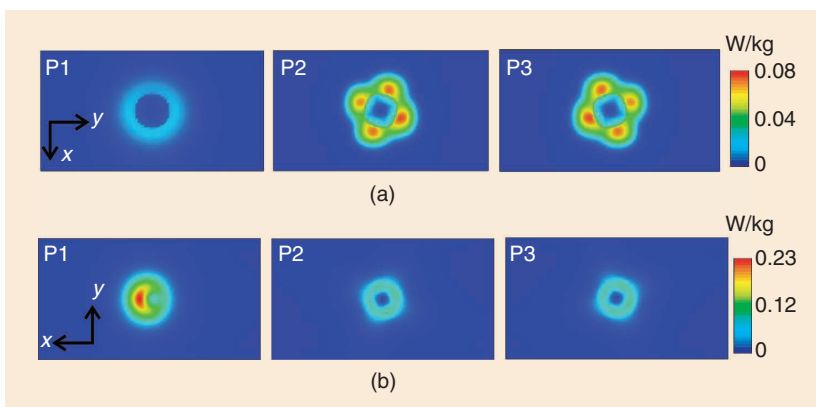 W/kg
P1 P2 P3 0.08
y 0.04
x 0
(a)
W/kg
P1 P2 P3 0.23
y 0.12
x 0
(b)